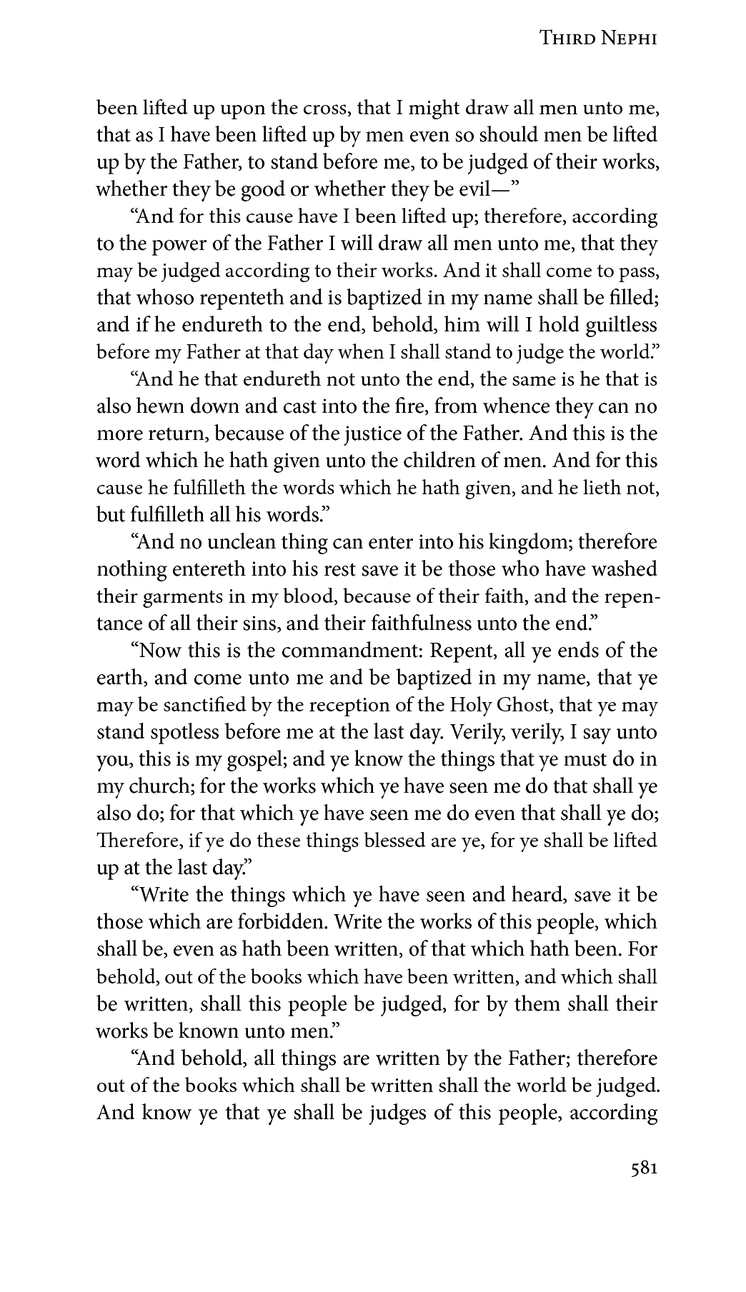 Third Nephi
been lifted up upon the cross, that I might draw all men unto me,
that as I have been lifted up by men even so should men be lifted
up by the Father, to stand before me, to be judged of their works,
whether they be good or whether they be evil—”
“And for this cause have I been lifted up; therefore, according
to the power of the Father I will draw all men unto me, that they
may be judged according to their works. And it shall come to pass,
that whoso repenteth and is baptized in my name shall be filled;
and if he endureth to the end, behold, him will I hold guiltless
before my Father at that day when I shall stand to judge the world.”
“And he that endureth not unto the end, the same is he that is
also hewn down and cast into the fire, from whence they can no
more return, because of the justice of the Father. And this is the
word which he hath given unto the children of men. And for this
cause he fulfilleth the words which he hath given, and he lieth not,
but fulfilleth all his words.”
“And no unclean thing can enter into his kingdom; therefore
nothing entereth into his rest save it be those who have washed
their garments in my blood, because of their faith, and the repen-
tance of all their sins, and their faithfulness unto the end.”
“Now this is the commandment: Repent, all ye ends of the
earth, and come unto me and be baptized in my name, that ye
may be sanctified by the reception of the Holy Ghost, that ye may
stand spotless before me at the last day. Verily, verily, I say unto
you, this is my gospel; and ye know the things that ye must do in
my church; for the works which ye have seen me do that shall ye
also do; for that which ye have seen me do even that shall ye do;
Therefore, if ye do these things blessed are ye, for ye shall be lifted
up at the last day.”
“Write the things which ye have seen and heard, save it be
those which are forbidden. Write the works of this people, which
shall be, even as hath been written, of that which hath been. For
behold, out of the books which have been written, and which shall
be written, shall this people be judged, for by them shall their
works be known unto men.”
“And behold, all things are written by the Father; therefore
out of the books which shall be written shall the world be judged.
And know ye that ye shall be judges of this people, according
581